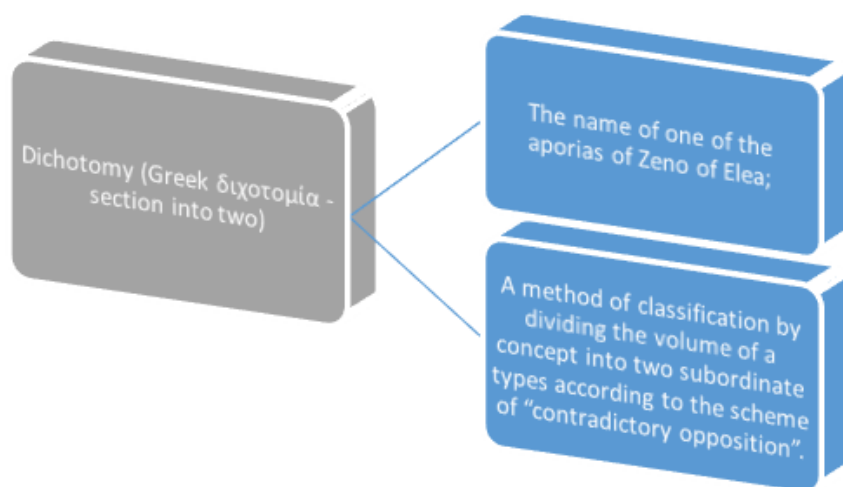 Dichotomy (Greek διχοτομία -
section into two)
The name of one of the
aporias of Zeno of Elea;
A method of classification by
dividing the volume of a
concept into two subordinate
types according to the scheme
of “contradictory opposition”.